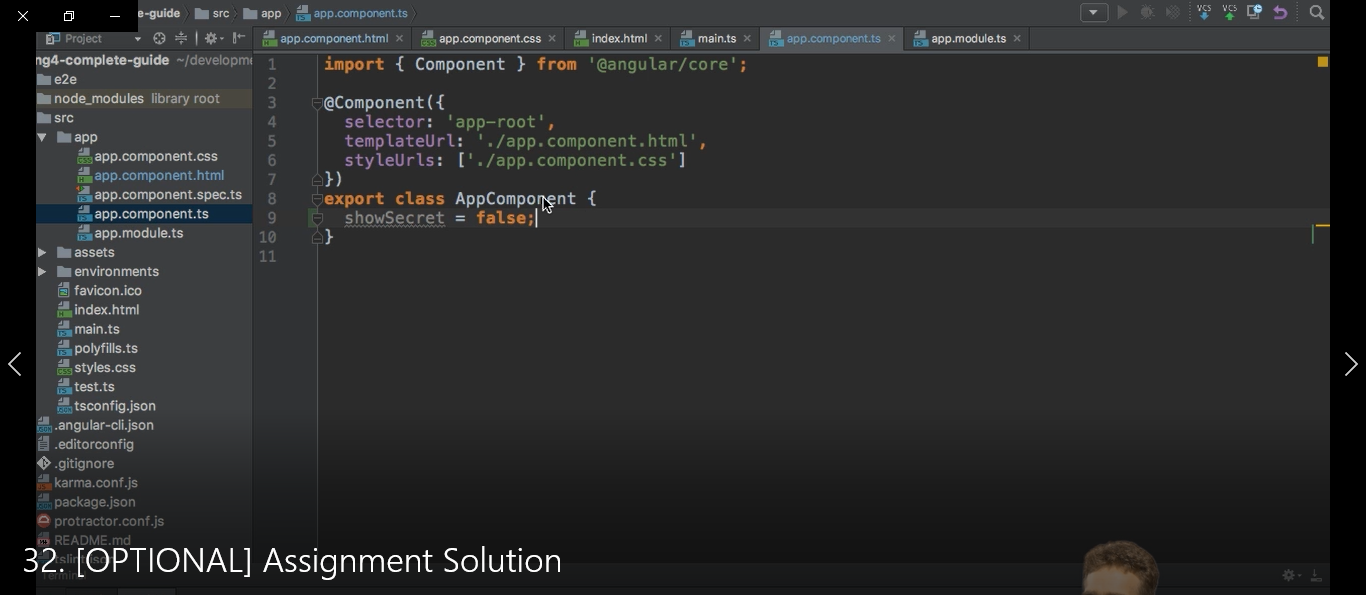 e-guide src app app.component.ts
Project
app.component.html app.component.css index.html main.ts app.component.ts app.module.ts
ng4-complete-guide ~/developme
e2e
node_modules library root
src
app
app.component.css
app.component.html
app.component.spec.ts
app.component.ts
app.module.ts
assets
environments
favicon.ico
index.html
main.ts
polyfills.ts
styles.css
test.ts
tsconfig.json
.angular-cli.json
.editorconfig
.gitignore
karma.conf.js
package.json
protractor.conf.js
README.md
tslint.json
Terminal
1 import { Component } from '@angular/core';
2
3 @Component({
4 selector: 'app-root',
5 templateUrl: './app.component.html',
6 styleUrls: ['./app.component.css']
7 })
8 export class AppComponent {
9 showSecret = false;
10 }
11
VCS VCS
32. [OPTIONAL] Assignment Solution